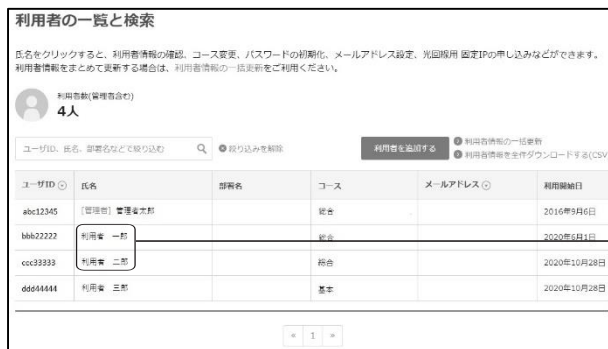 利用者の一覧と検索
氏名をクリックすると、利用者情報の確認、コース変更、パスワードの初期化、メールアドレス設定、光回線用 固定IPの申し込みなどができます。
利用者情報をまとめて更新する場合は、利用者情報の一括更新をご利用ください。
利用者数(管理者含む)
4人
ユーザID、氏名、部署名などで絞り込む
絞り込みを解除
利用者を追加する
利用者情報の一括更新
利用者情報を全件ダウンロードする(CSV
ユーザID 氏名 部署名 コース メールアドレス 利用開始日
abc12345 [管理者] 管理者太郎 総合 2016年9月6日
bbb22222 利用者 一郎 総合 2020年6月1日
ccc33333 利用者 二郎 総合 2020年10月28日
ddd44444 利用者 三郎 基本 2020年10月28日
« 1 »